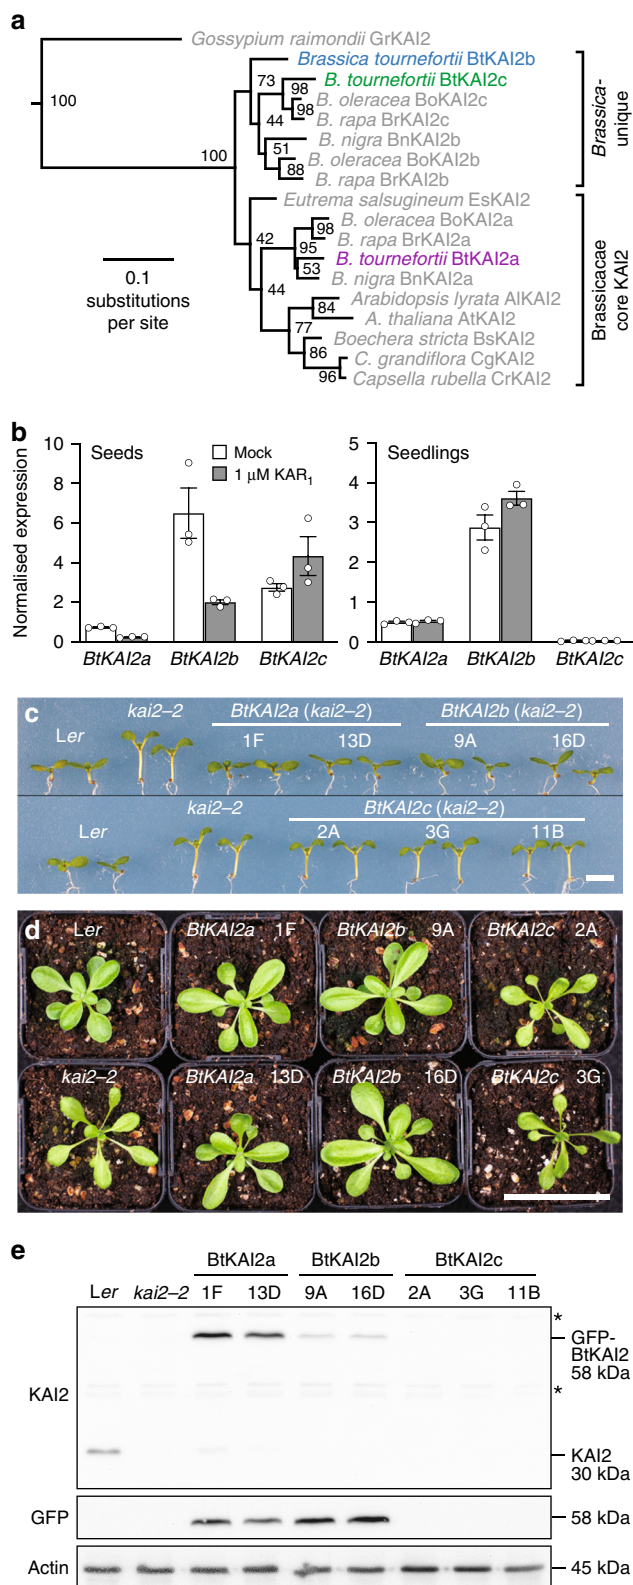 a
Gossypium raimondii GrKAI2
Brassica tournefortii BtKAI2b
73
B. tournefortii BtKAI2c
98
B. oleracea BoKAI2c
98
B. rapa BrKAI2c
44
100
B. nigra BnKAI2b
51
B. oleracea BoKAI2b
88
B. rapa BrKAI2b
100
Brassica-
unique
Eutrema salsugineum EsKAI2
B. oleracea BoKAI2a
98
B. rapa BrKAI2a
42
95
B. tournefortii BtKAI2a
53
B. nigra BnKAI2a
44
Arabidopsis lyrata AlKAI2
84
A. thaliana AtKAI2
77
Boechera stricta BsKAI2
86
C. grandiflora CgKAI2
96
Capsella rubella CrKAI2
Brassicacae
core KAI2
0.1
substitutions
per site
b
Normalised expression
10
8
6
4
2
0
Seeds
Mock
1 μM KAR1
BtKAI2a
BtKAI2b
BtKAI2c
5
4
3
2
1
0
Seedlings
BtKAI2a
BtKAI2b
BtKAI2c
c
Ler
kai2–2
BtKAI2a (kai2–2)
BtKAI2b (kai2–2)
1F
13D
9A
16D
Ler
kai2–2
BtKAI2c (kai2–2)
2A
3G
11B
d
Ler
BtKAI2a 1F
BtKAI2b 9A
BtKAI2c 2A
kai2–2
BtKAI2a 13D
BtKAI2b 16D
BtKAI2c 3G
e
BtKAI2a
BtKAI2b
BtKAI2c
Ler
kai2–2
1F
13D
9A
16D
2A
3G
11B
KAI2
*
GFP-
BtKAI2
58 kDa
*
KAI2
30 kDa
GFP
58 kDa
Actin
45 kDa